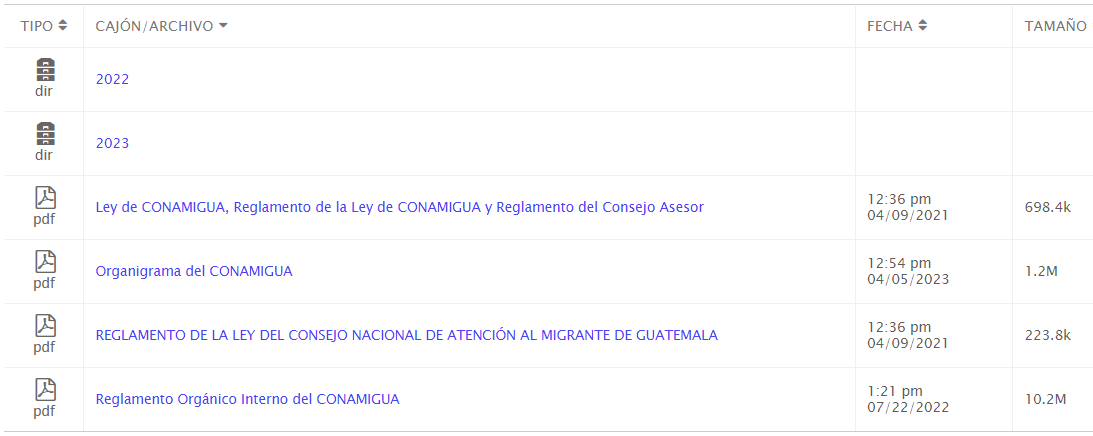 TIPO CAJÓN/ARCHIVO FECHA TAMAÑO
dir 2022
dir 2023
pdf Ley de CONAMIGUA, Reglamento de la Ley de CONAMIGUA y Reglamento del Consejo Asesor 12:36 pm 04/09/2021 698.4k
pdf Organigrama del CONAMIGUA 12:54 pm 04/05/2023 1.2M
pdf REGLAMENTO DE LA LEY DEL CONSEJO NACIONAL DE ATENCIÓN AL MIGRANTE DE GUATEMALA 12:36 pm 04/09/2021 223.8k
pdf Reglamento Orgánico Interno del CONAMIGUA 1:21 pm 07/22/2022 10.2M